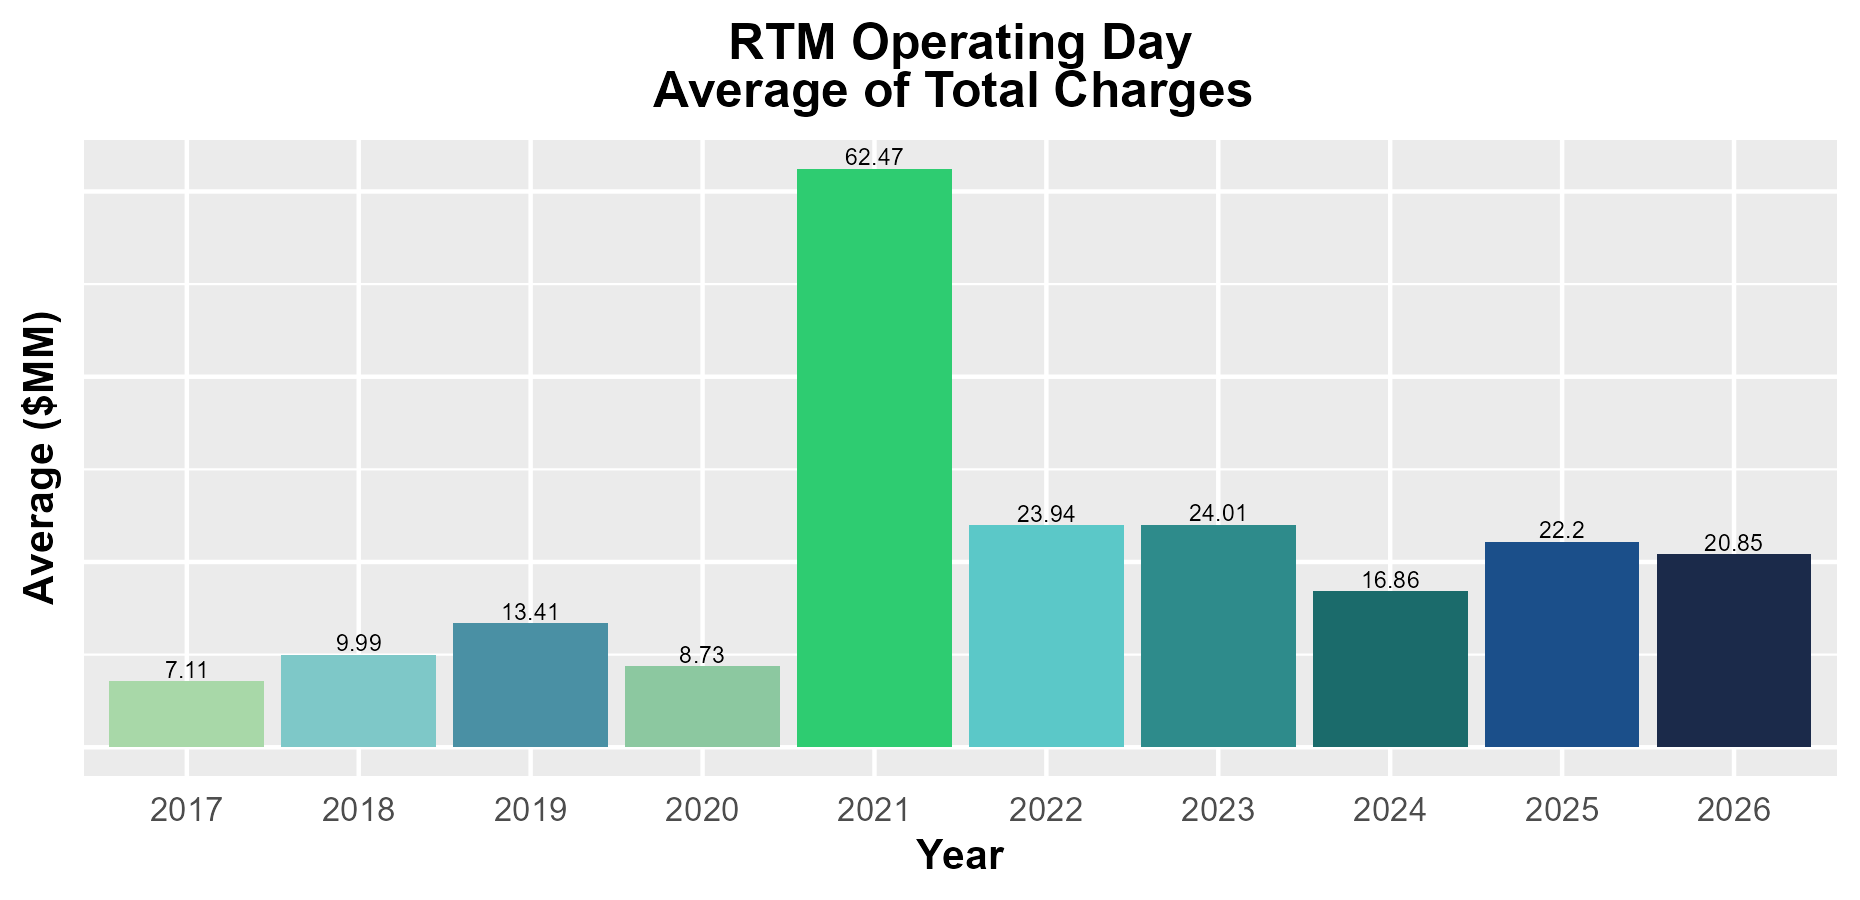 RTM Operating Day
Average of Total Charges
Average ($MM)
62.47
23.94
24.01
22.2
20.85
16.86
13.41
9.99
8.73
7.11
2017 2018 2019 2020 2021 2022 2023 2024 2025 2026
Year